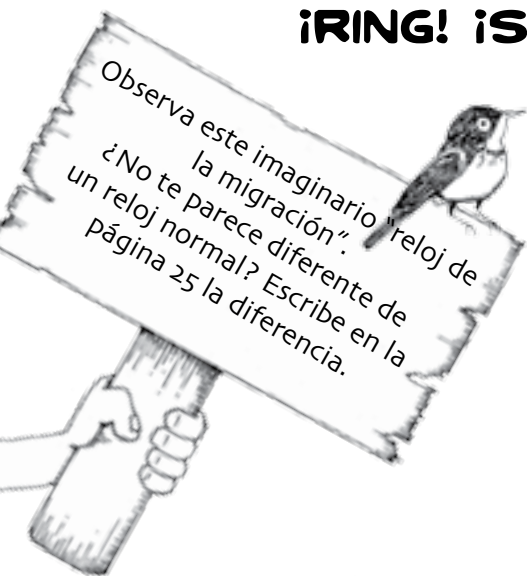 ¡RING! ¡S
Observa este imaginario "reloj de
la migración".
¿No te parece diferente de
un reloj normal? Escribe en la
página 25 la diferencia.